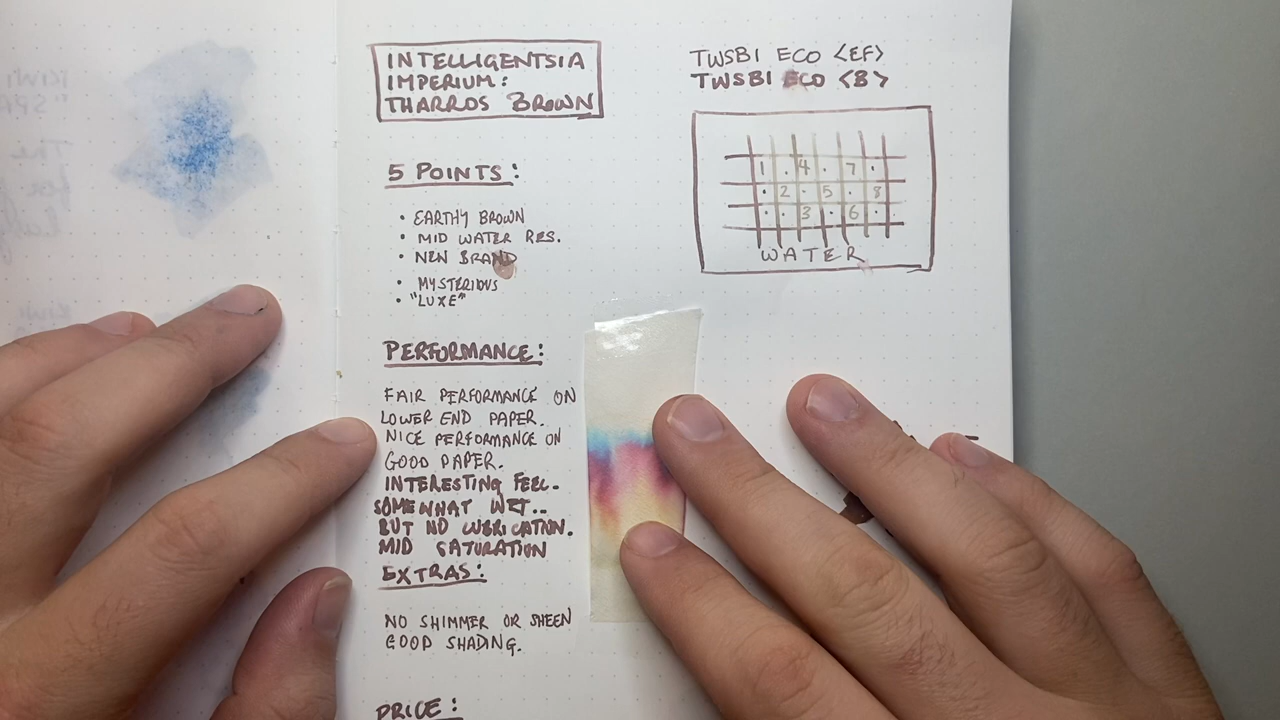 INTELLIGENTSIA
IMPERIUM:
THARROS BROWN
TWSBI ECO <EF>
TWSBI ECO <B>
1 . 4 . . 7 .
. 2 . 5 . 8
. . 3 . 6 .
WATER
5 POINTS:
• EARTHY BROWN
• MID WATER RES.
• NEW BRAND
• MYSTERIOUS
• "LUXE"
PERFORMANCE:
FAIR PERFORMANCE ON
LOWER END PAPER.
NICE PERFORMANCE ON
GOOD PAPER.
INTERESTING FEEL.
SOMEWHAT WET..
BUT NO LUBRICATION.
MID SATURATION
EXTRAS:
NO SHIMMER OR SHEEN
GOOD SHADING.
PRICE: